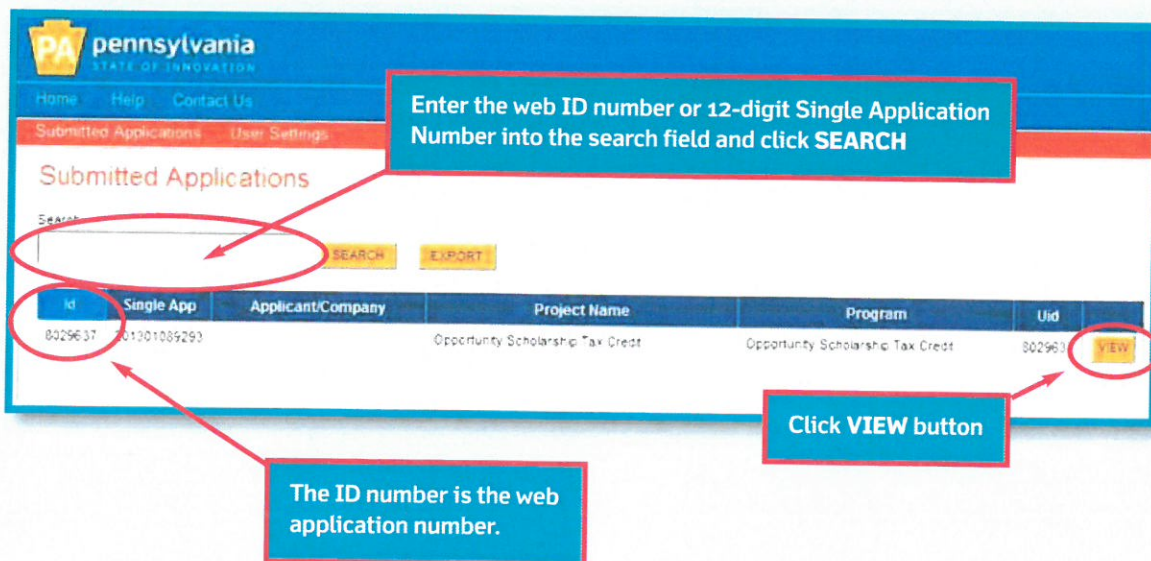 PA pennsylvania
STATE OF INNOVATION
Home Help Contact Us
Enter the web ID number or 12-digit Single Application
Number into the search field and click SEARCH
Submitted Applications User Settings
Submitted Applications
Search
SEARCH EXPORT
Id Single App Applicant/Company Project Name Program Uid
8029637 201301089293 Opportunity Scholarship Tax Credit Opportunity Scholarship Tax Credit 802963 VIEW
Click VIEW button
The ID number is the web
application number.